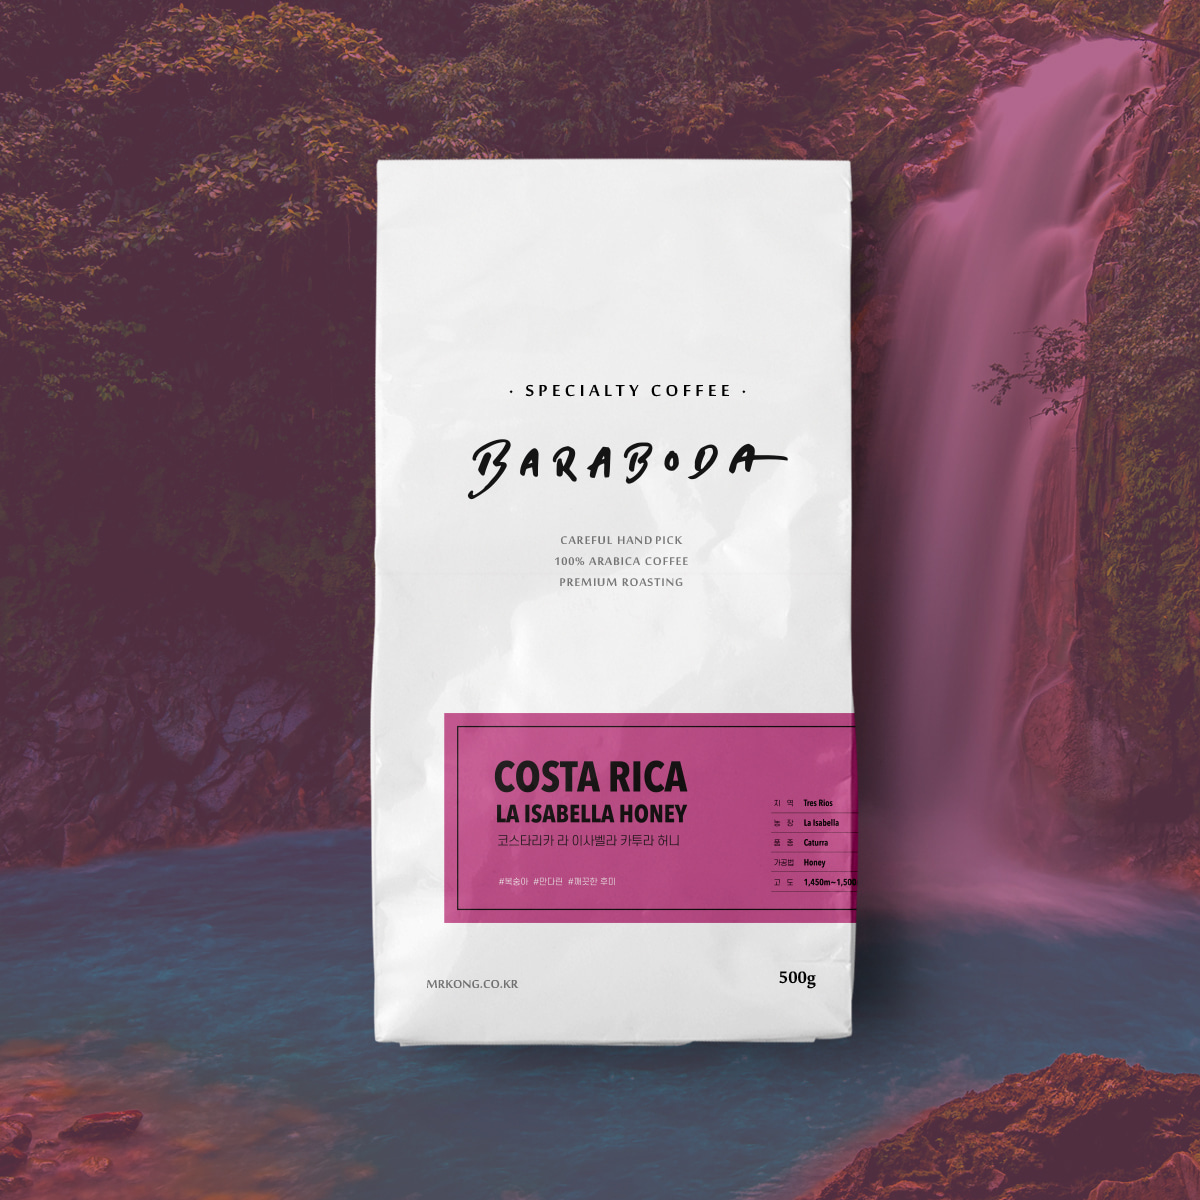 · SPECIALTY COFFEE ·
BARABODA
CAREFUL HAND PICK
100% ARABICA COFFEE
PREMIUM ROASTING
COSTA RICA
LA ISABELLA HONEY
코스타리카 라 이사벨라 카투라 허니
#복숭아 #만다린 #깨끗한 후미
지 역 Tres Rios
농 장 La Isabella
품 종 Caturra
가공법 Honey
고 도 1,450m~1,500
MRKONG.CO.KR
500g